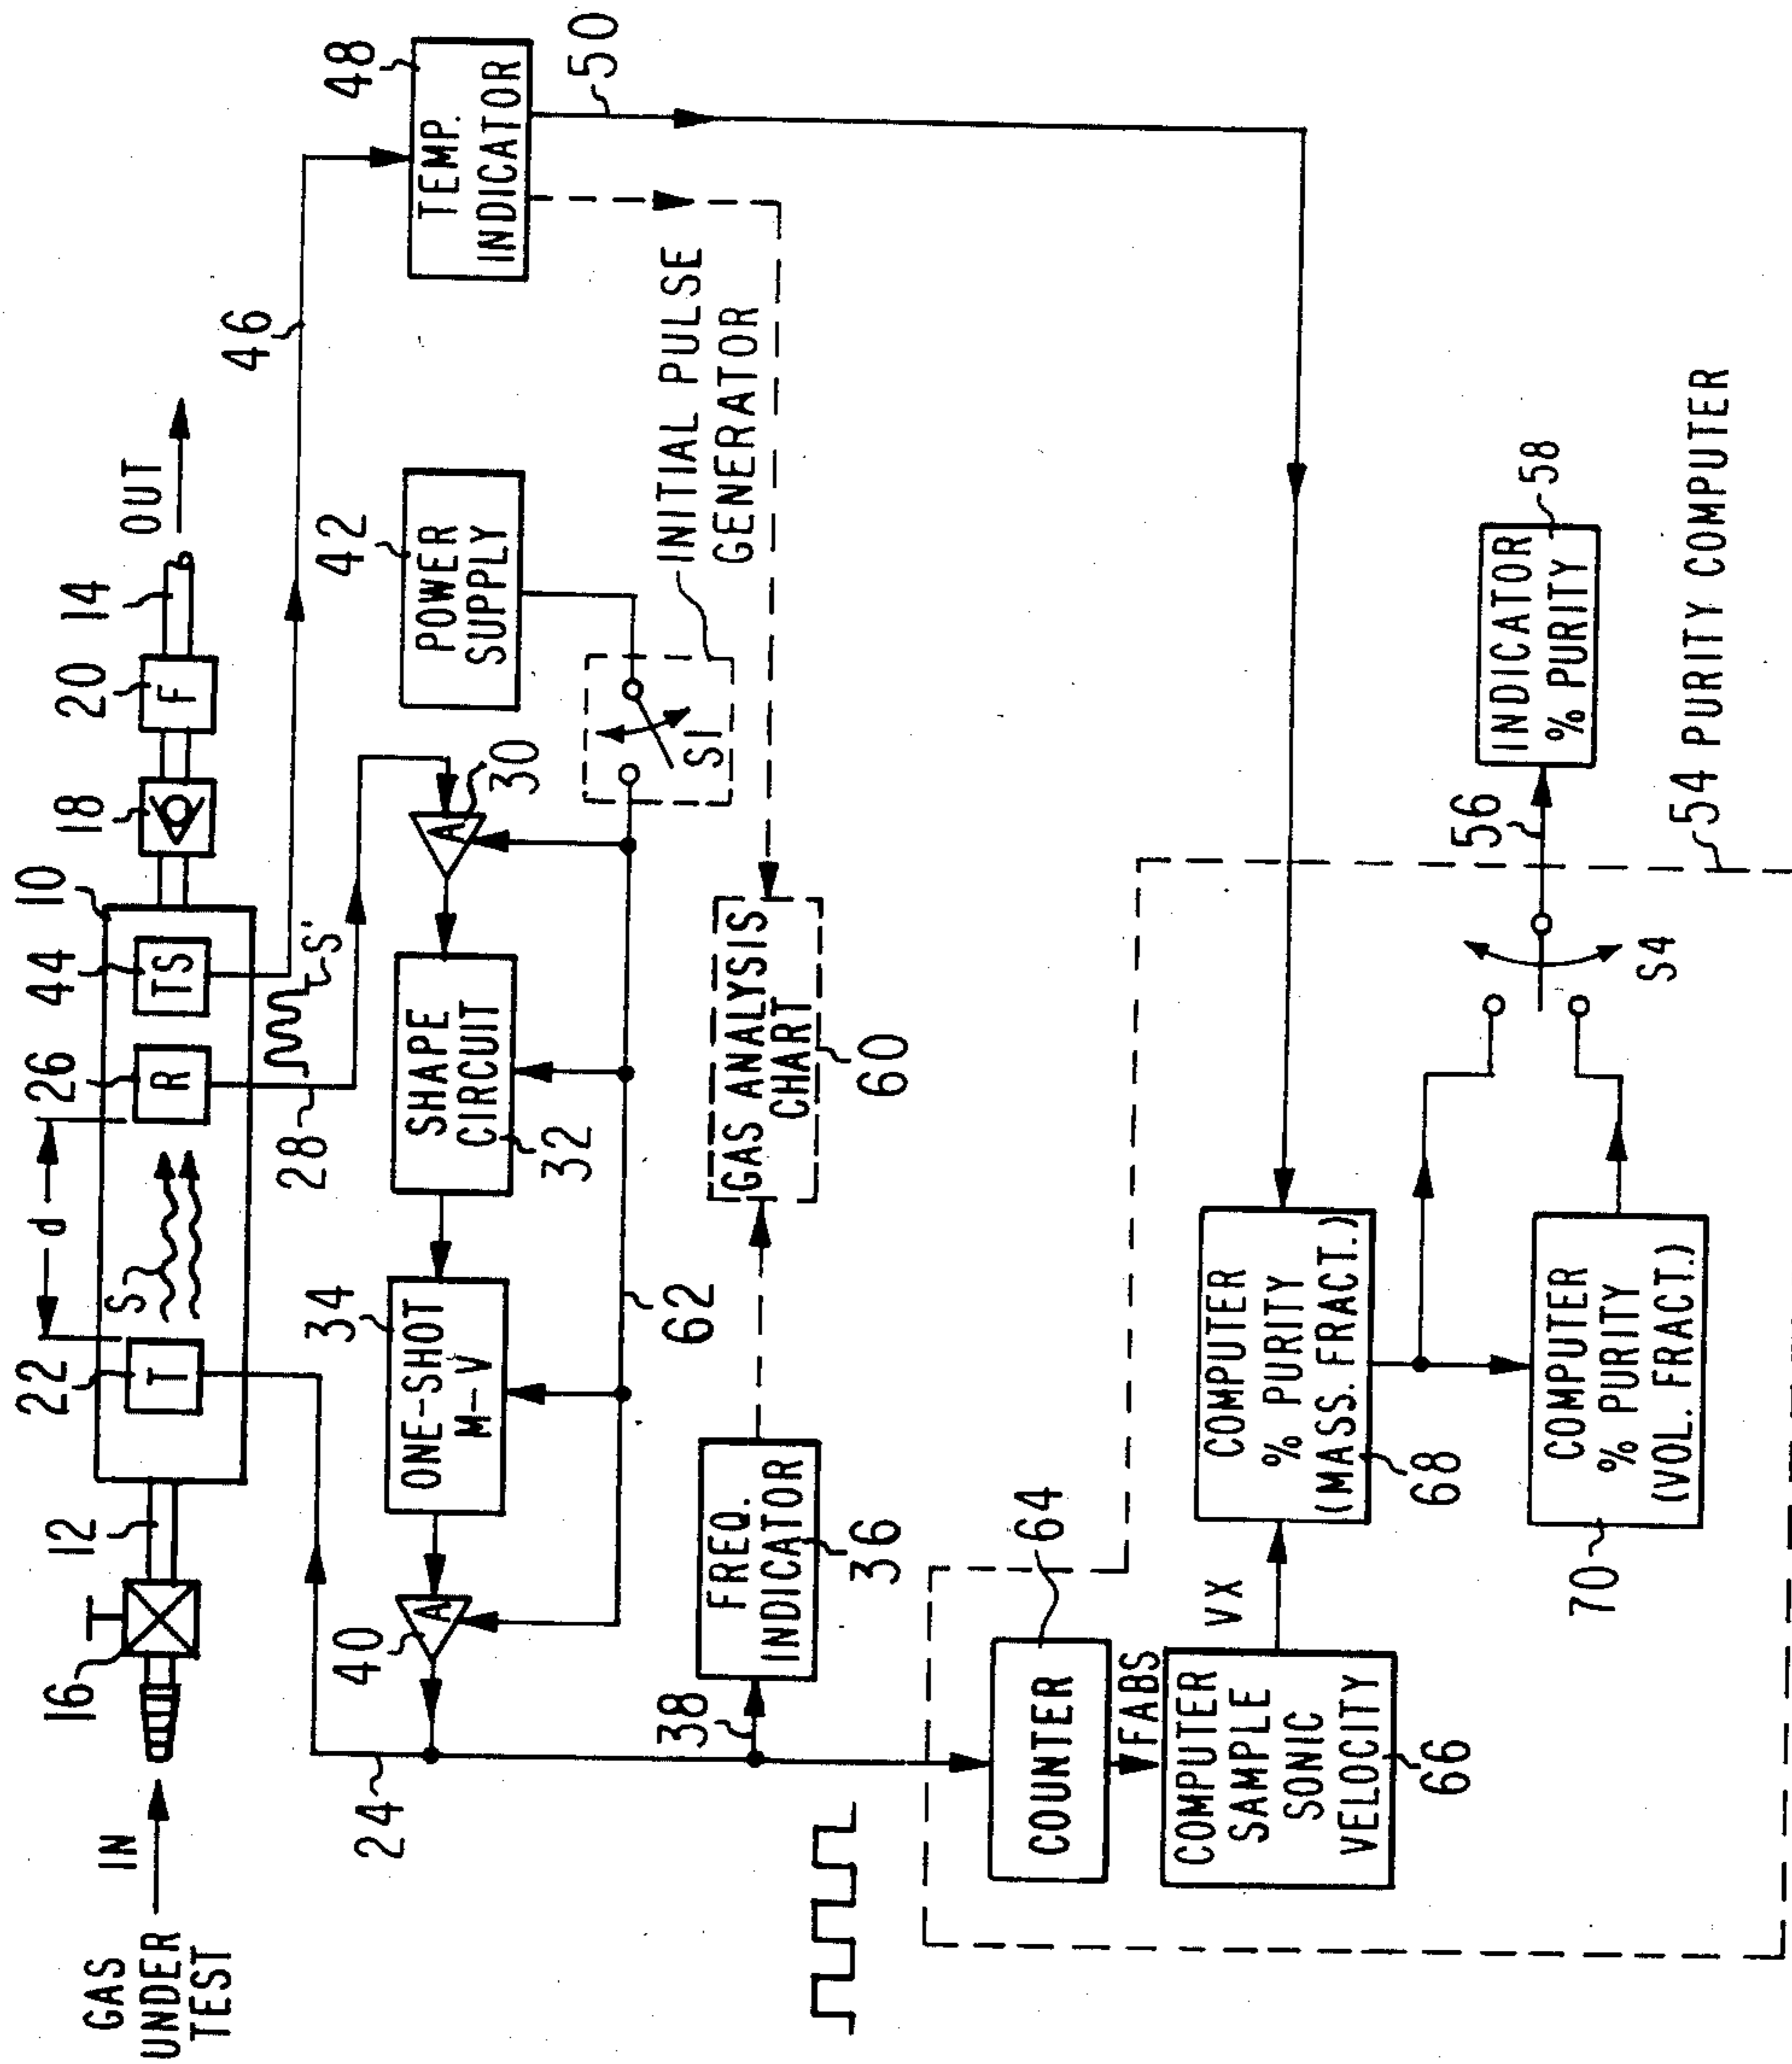 GAS
UNDER
TEST
IN
16
12
22
T
S
d
R
26
TS
44
10
18
F
20
14
OUT
28
S'
46
24
40
A
ONE-SHOT
M-V
34
SHAPE
CIRCUIT
32
A
30
62
S1
POWER
SUPPLY
42
INITIAL PULSE
GENERATOR
TEMP.
INDICATOR
48
50
38
FREQ.
INDICATOR
36
GAS ANALYSIS
CHART
60
COUNTER
64
FABS
COMPUTER
SAMPLE
SONIC
VELOCITY
66
VX
COMPUTER
% PURITY
(MASS. FRACT.)
68
COMPUTER
% PURITY
(VOL. FRACT.)
70
S4
56
INDICATOR
% PURITY
58
54 PURITY COMPUTER